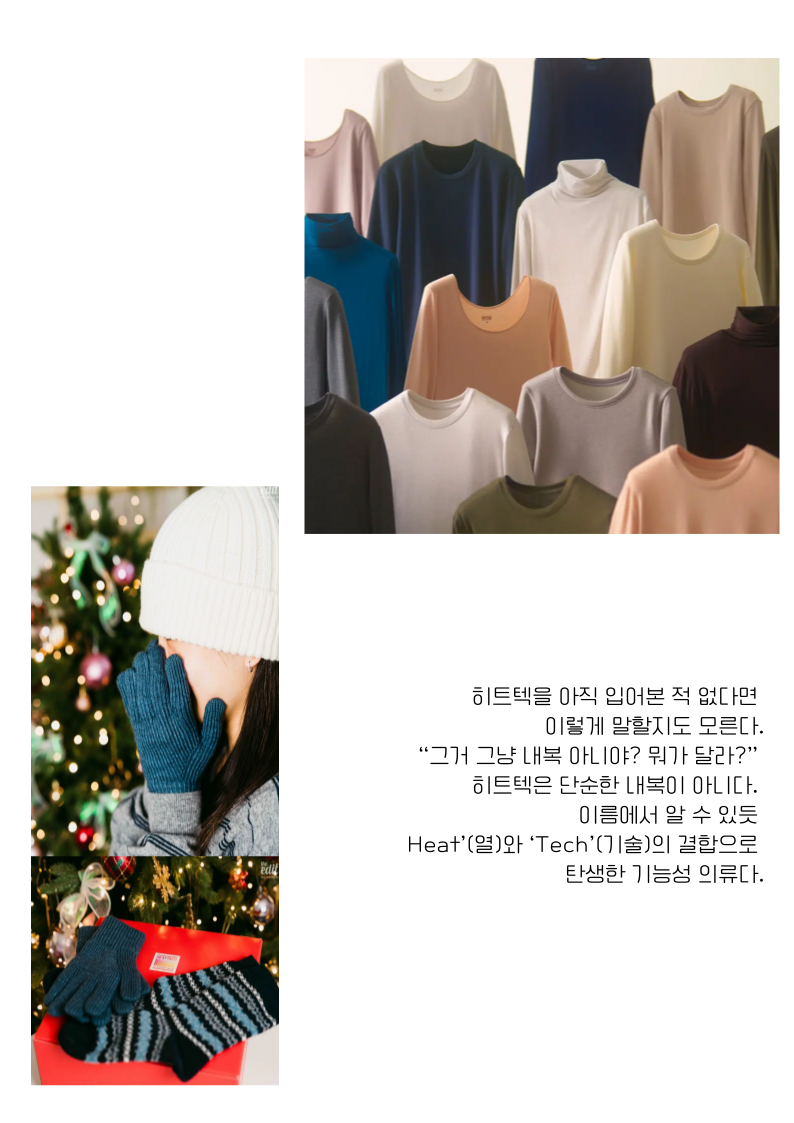 히트텍을 아직 입어본 적 없다면
이렇게 말할지도 모른다.
“그거 그냥 내복 아니야? 뭐가 달라?”
히트텍은 단순한 내복이 아니다.
이름에서 알 수 있듯
Heat’(열)와 ‘Tech’(기술)의 결합으로
탄생한 기능성 의류다.
the
edit